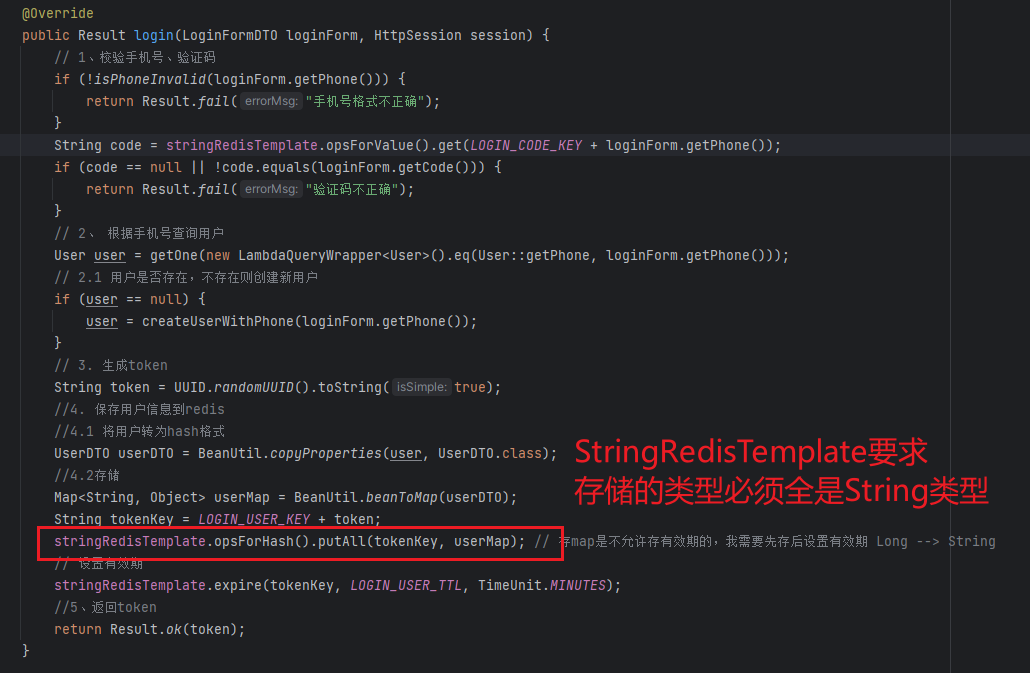 @Override
public Result login(LoginFormDTO loginForm, HttpSession session) {
// 1、校验手机号、验证码
if (!isPhoneInvalid(loginForm.getPhone())) {
return Result.fail( errorMsg: "手机号格式不正确");
}
String code = stringRedisTemplate.opsForValue().get(LOGIN_CODE_KEY + loginForm.getPhone());
if (code == null || !code.equals(loginForm.getCode())) {
return Result.fail( errorMsg: "验证码不正确");
}
// 2、 根据手机号查询用户
User user = getOne(new LambdaQueryWrapper<User>().eq(User::getPhone, loginForm.getPhone()));
// 2.1 用户是否存在，不存在则创建新用户
if (user == null) {
user = createUserWithPhone(loginForm.getPhone());
}
// 3. 生成token
String token = UUID.randomUUID().toString( isSimple: true);
//4. 保存用户信息到redis
//4.1 将用户转为hash格式
UserDTO userDTO = BeanUtil.copyProperties(user, UserDTO.class);
//4.2存储
Map<String, Object> userMap = BeanUtil.beanToMap(userDTO);
String tokenKey = LOGIN_USER_KEY + token;
stringRedisTemplate.opsForHash().putAll(tokenKey, userMap); // 存map是不允许存有效期的，我需要先存后设置有效期 Long --> String
// 设置有效期
stringRedisTemplate.expire(tokenKey, LOGIN_USER_TTL, TimeUnit.MINUTES);
//5、返回token
return Result.ok(token);
}
StringRedisTemplate要求
存储的类型必须全是String类型